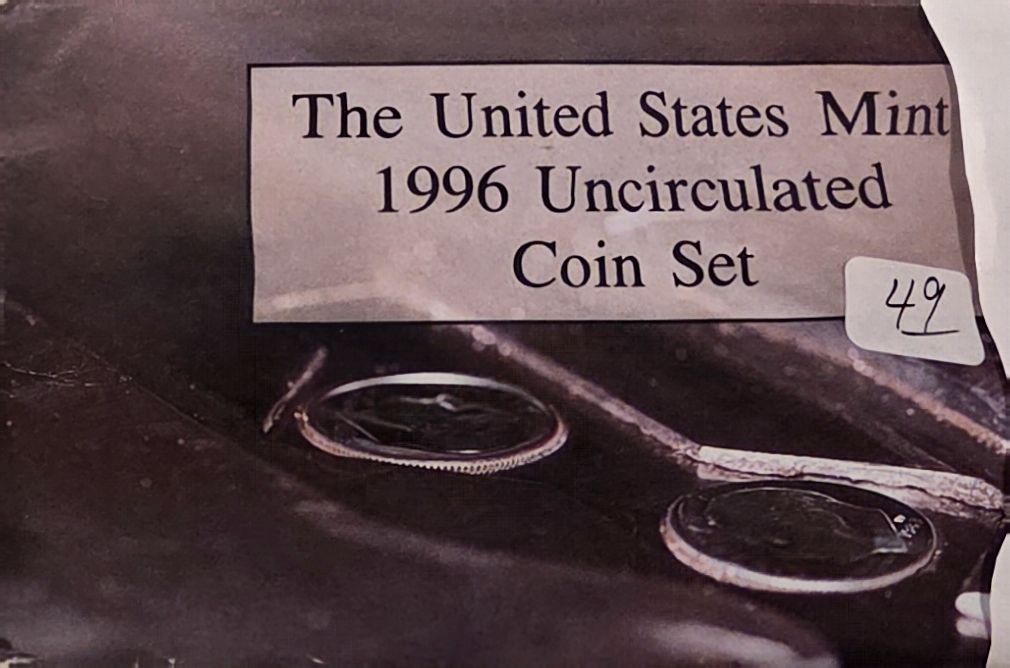 The United States Mint
1996 Uncirculated
Coin Set
49